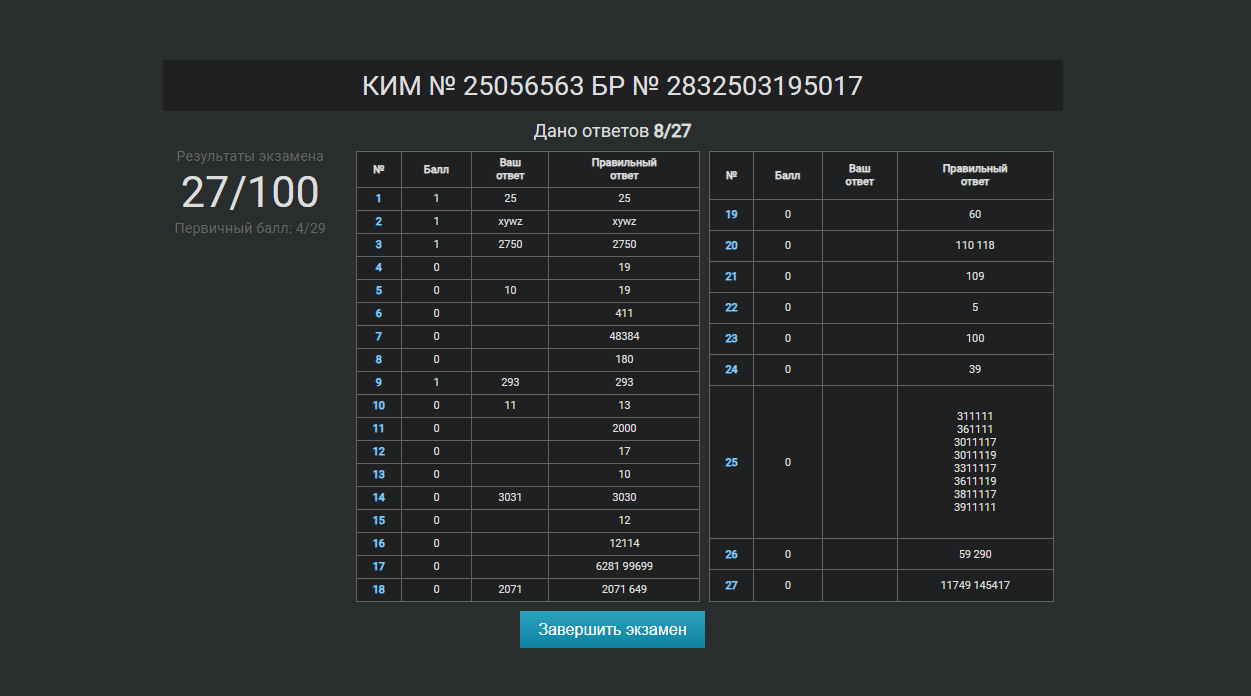 КИМ № 25056563 БР № 2832503195017
Дано ответов 8/27
Результаты экзамена
27/100
Первичный балл: 4/29
№ Балл Ваш ответ Правильный ответ
1 1 25 25
2 1 xywz xywz
3 1 2750 2750
4 0 19
5 0 10 19
6 0 411
7 0 48384
8 0 180
9 1 293 293
10 0 11 13
11 0 2000
12 0 17
13 0 10
14 0 3031 3030
15 0 12
16 0 12114
17 0 6281 99699
18 0 2071 2071 649
№ Балл Ваш ответ Правильный ответ
19 0 60
20 0 110 118
21 0 109
22 0 5
23 0 100
24 0 39
25 0
311111
361111
3011117
3011119
3311117
3611119
3811117
3911111
26 0 59 290
27 0 11749 145417
Завершить экзамен